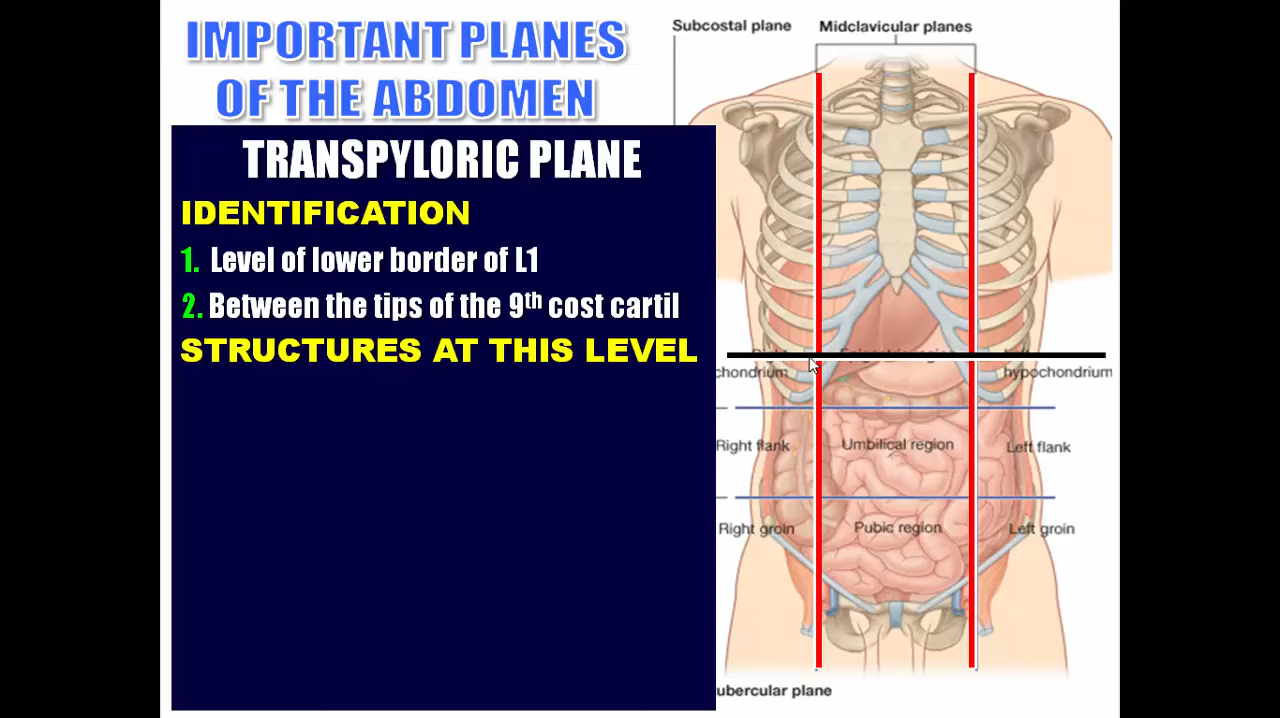 IMPORTANT PLANES
OF THE ABDOMEN
TRANSPYLORIC PLANE
IDENTIFICATION
1. Level of lower border of L1
2. Between the tips of the 9th cost cartil
STRUCTURES AT THIS LEVEL
Subcostal plane
Midclavicular planes
chondrium
hypochondrium
Right flank
Umbilical region
Left flank
Right groin
Pubic region
Left groin
ubercular plane